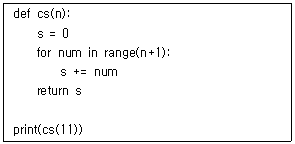 def cs(n):
    s = 0
    for num in range(n+1):
        s += num
    return s

print(cs(11))